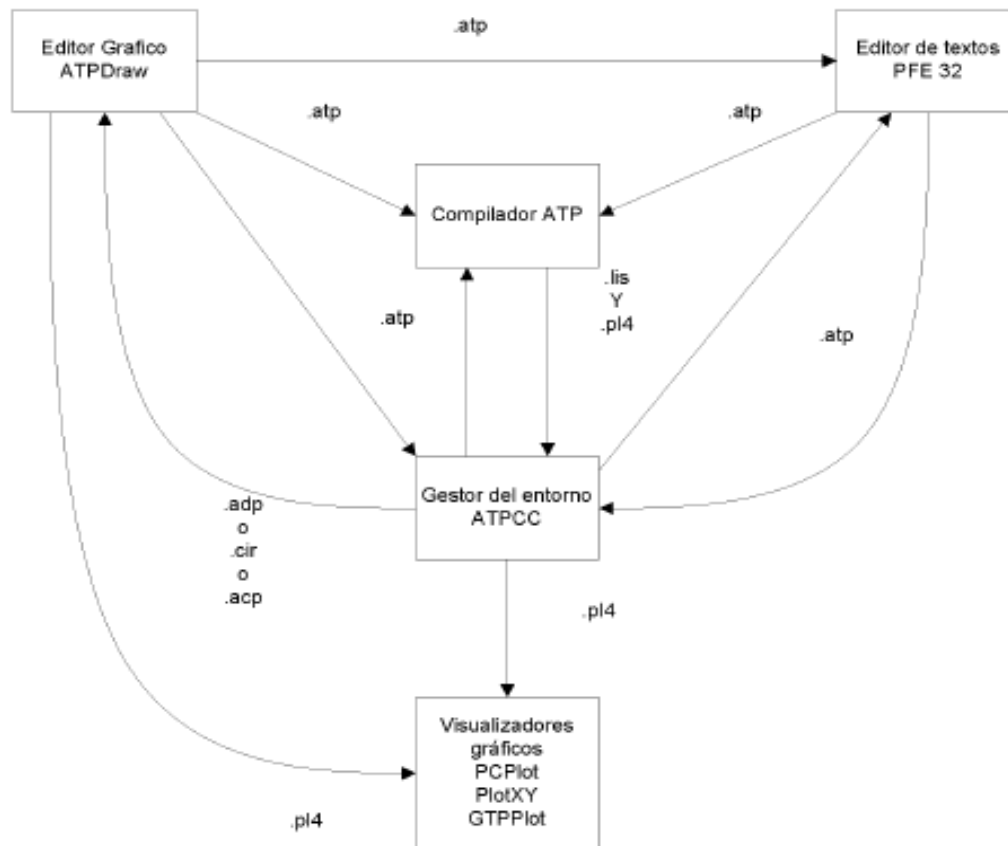 .atp
Editor Grafico
ATPDraw
Editor de textos
PFE 32
.atp
.atp
Compilador ATP
.lis
Y
.pl4
.atp
.atp
Gestor del entorno
ATPCC
.adp
o
.cir
o
.acp
.pl4
Visualizadores
gráficos
PCPlot
PlotXY
GTPPlot
.pl4